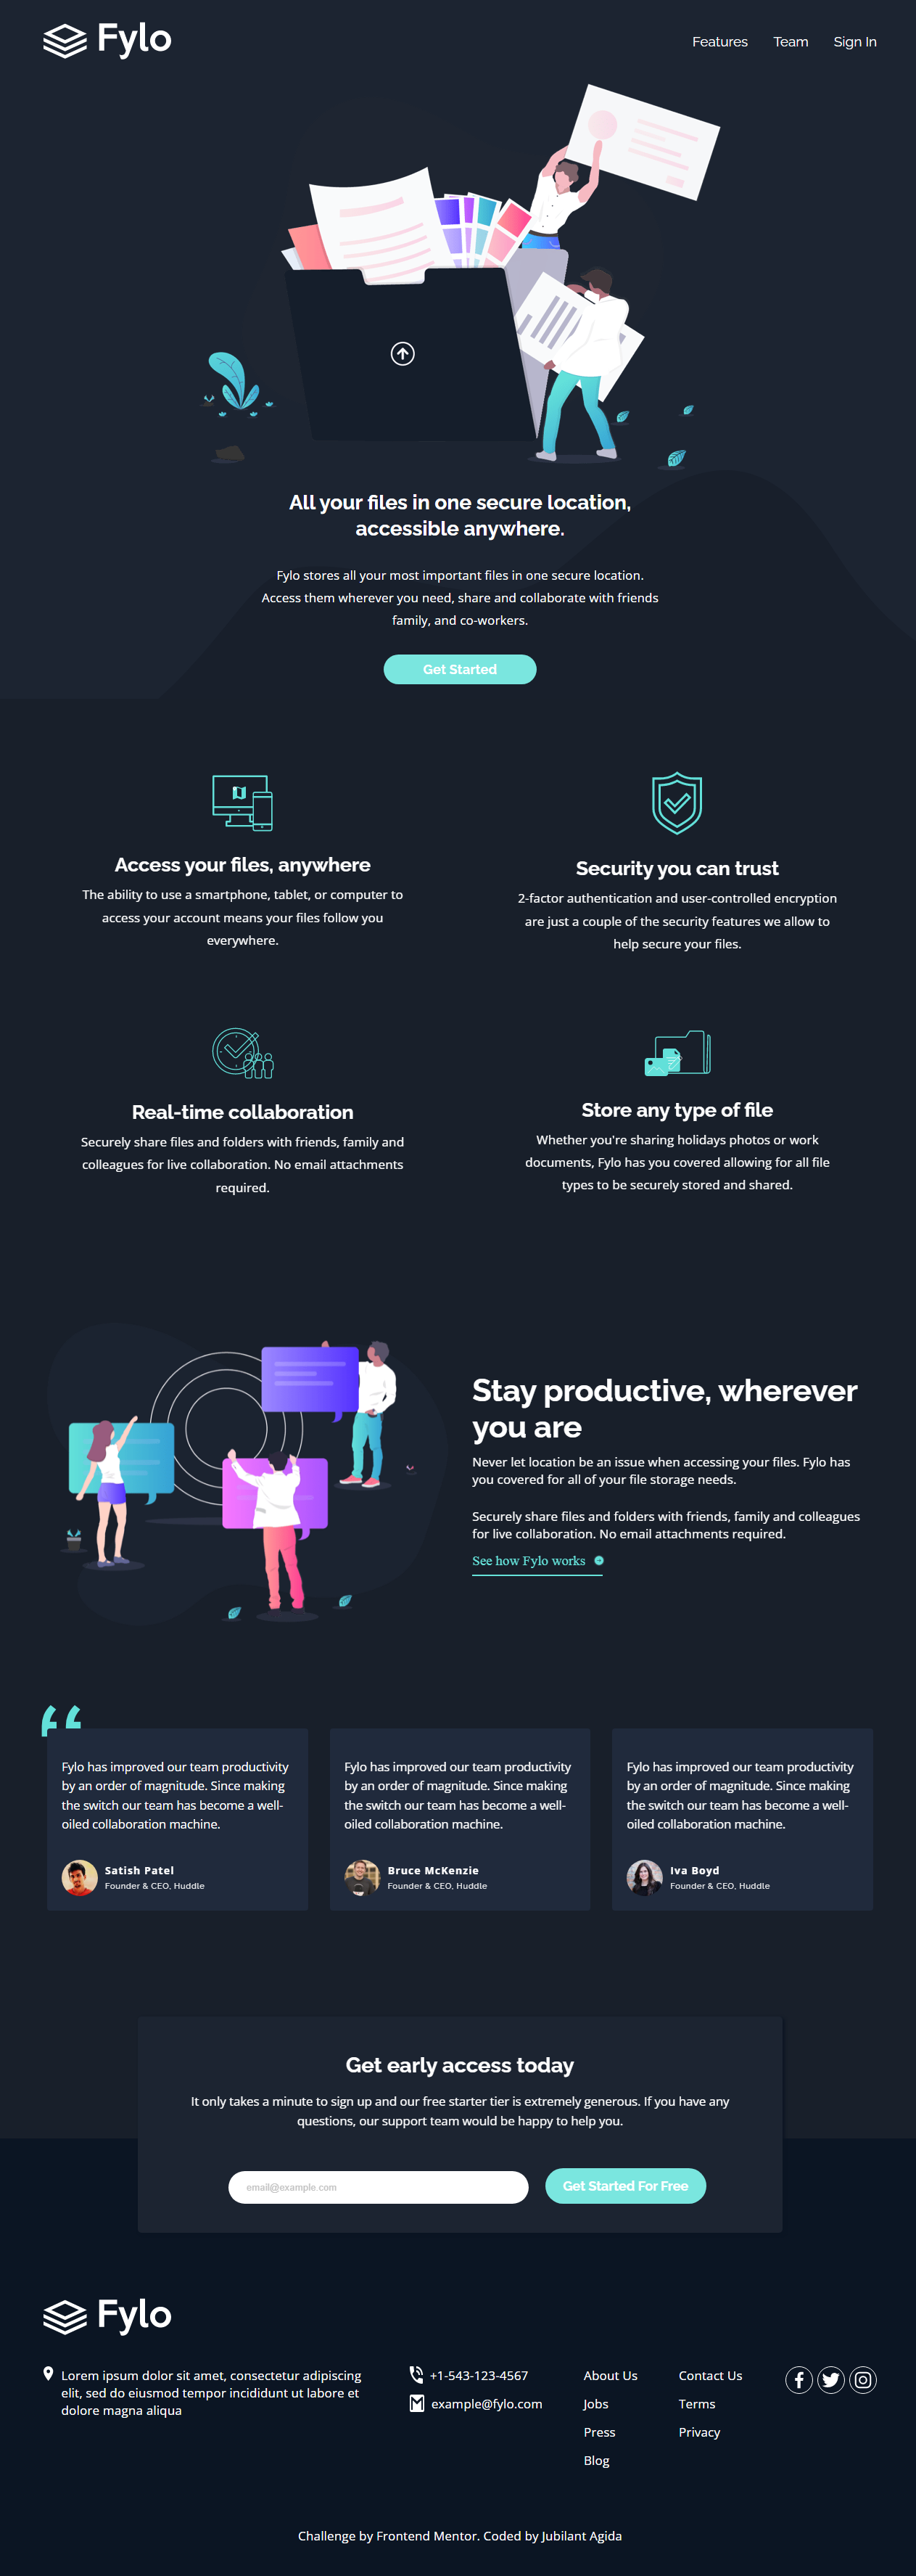 Fylo
Features Team Sign In
All your files in one secure location,
accessible anywhere.
Fylo stores all your most important files in one secure location.
Access them wherever you need, share and collaborate with friends
family, and co-workers.
Get Started
Access your files, anywhere
The ability to use a smartphone, tablet, or computer to
access your account means your files follow you
everywhere.
Security you can trust
2-factor authentication and user-controlled encryption
are just a couple of the security features we allow to
help secure your files.
Real-time collaboration
Securely share files and folders with friends, family and
colleagues for live collaboration. No email attachments
required.
Store any type of file
Whether you're sharing holidays photos or work
documents, Fylo has you covered allowing for all file
types to be securely stored and shared.
Stay productive, wherever
you are
Never let location be an issue when accessing your files. Fylo has
you covered for all of your file storage needs.
Securely share files and folders with friends, family and colleagues
for live collaboration. No email attachments required.
See how Fylo works
Fylo has improved our team productivity
by an order of magnitude. Since making
the switch our team has become a well-
oiled collaboration machine.
Satish Patel
Founder & CEO, Huddle
Fylo has improved our team productivity
by an order of magnitude. Since making
the switch our team has become a well-
oiled collaboration machine.
Bruce McKenzie
Founder & CEO, Huddle
Fylo has improved our team productivity
by an order of magnitude. Since making
the switch our team has become a well-
oiled collaboration machine.
Iva Boyd
Founder & CEO, Huddle
Get early access today
It only takes a minute to sign up and our free starter tier is extremely generous. If you have any
questions, our support team would be happy to help you.
email@example.com
Get Started For Free
Fylo
Lorem ipsum dolor sit amet, consectetur adipiscing
elit, sed do eiusmod tempor incididunt ut labore et
dolore magna aliqua
+1-543-123-4567
example@fylo.com
About Us
Jobs
Press
Blog
Contact Us
Terms
Privacy
Challenge by Frontend Mentor. Coded by Jubilant Agida